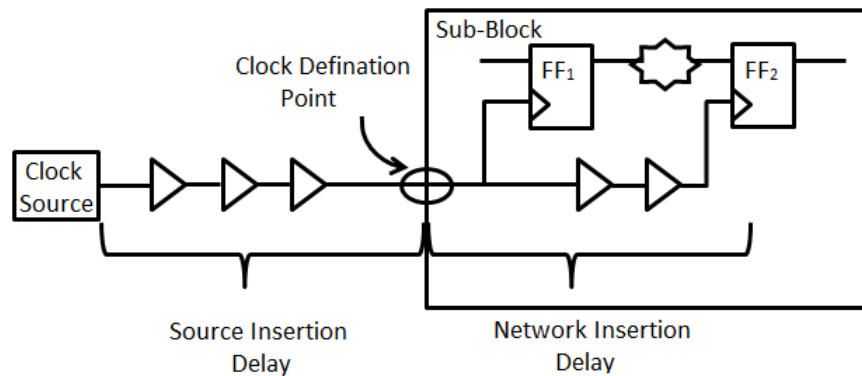 Sub-Block
Clock Defination
Point
FF₁
FF₂
Clock
Source
Source Insertion
Delay
Network Insertion
Delay